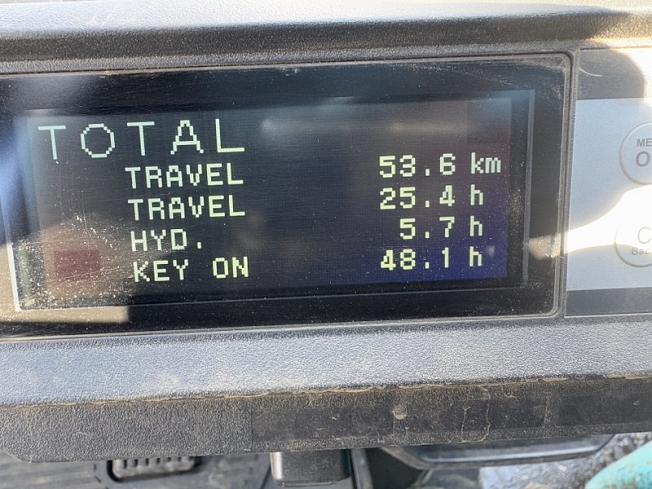 TOTAL
TRAVEL 53.6 km
TRAVEL 25.4 h
HYD. 5.7 h
KEY ON 48.1 h